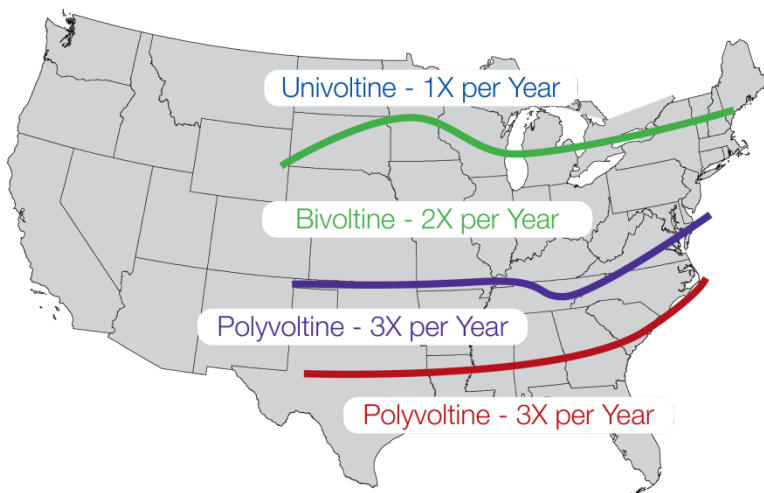 Univoltine - 1X per Year
Bivoltine - 2X per Year
Polyvoltine - 3X per Year
Polyvoltine - 3X per Year